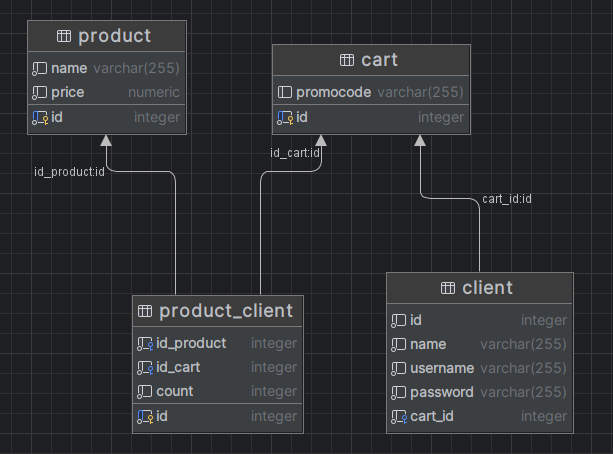 product
name varchar(255)
price numeric
id integer
cart
promocode varchar(255)
id integer
id_product:id
id_cart:id
cart_id:id
product_client
id_product integer
id_cart integer
count integer
id integer
client
id integer
name varchar(255)
username varchar(255)
password varchar(255)
cart_id integer